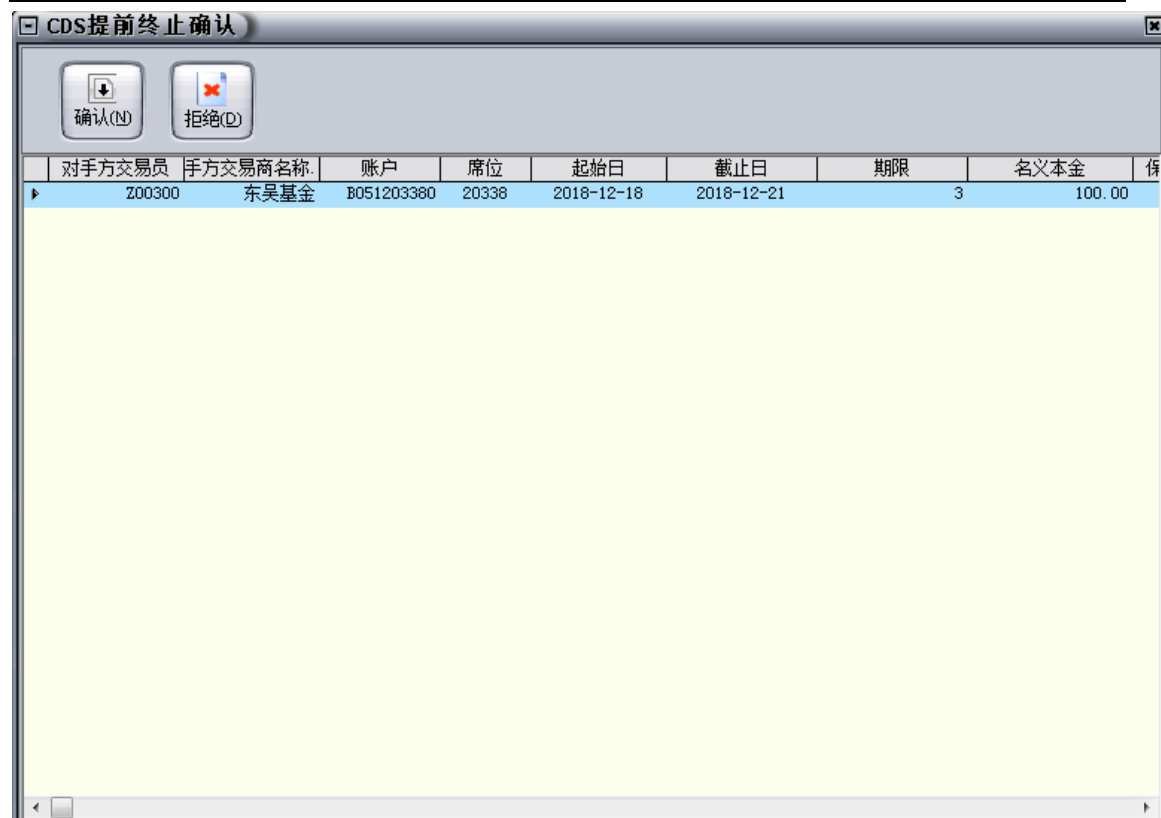 CDS提前终止确认
确认(N) 拒绝(D)
对手方交易员 手方交易商名称. 账户 席位 起始日 截止日 期限 名义本金
Z00300 东吴基金 B051203380 20338 2018-12-18 2018-12-21 3 100.00